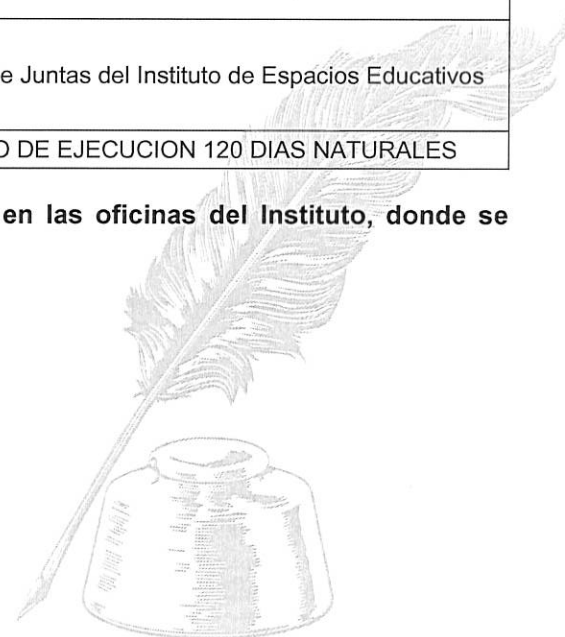 e Juntas del Instituto de Espacios Educativos
O DE EJECUCION 120 DIAS NATURALES
en las oficinas del Instituto, donde se